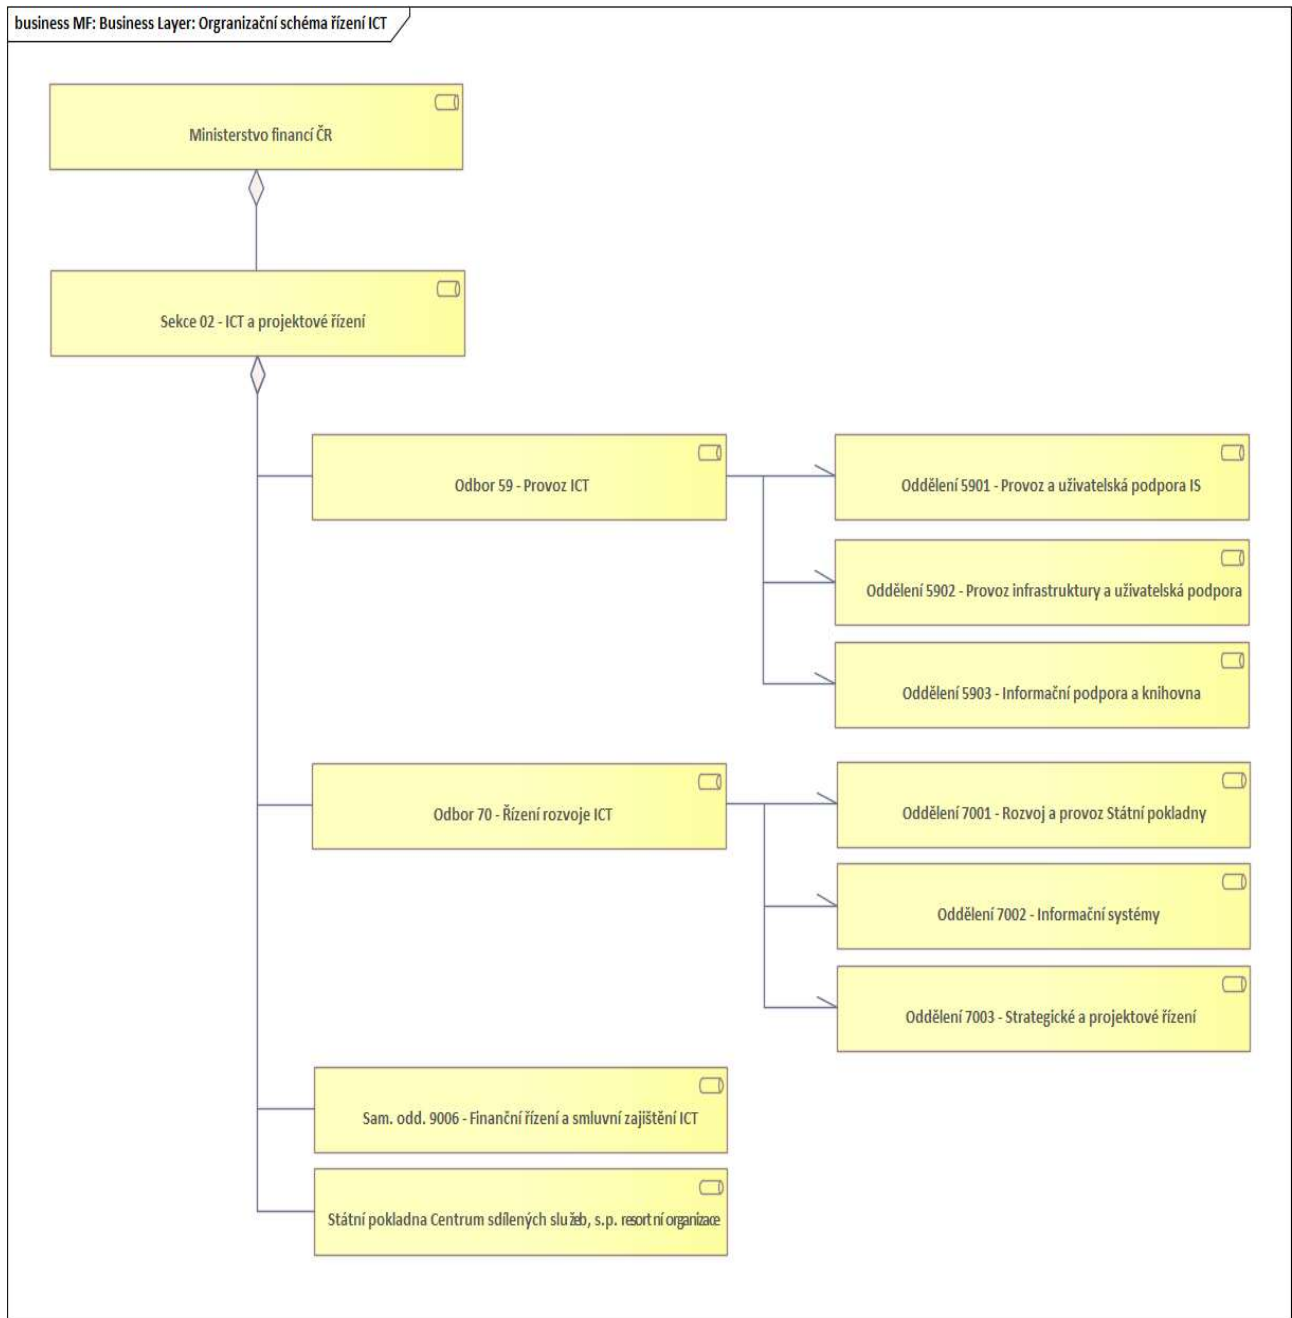 business MF: Business Layer: Orgranizační schéma řízení ICT
Ministerstvo financí ČR
Sekce 02 - ICT a projektové řízení
Odbor 59 - Provoz ICT
Oddělení 5901 - Provoz a uživatelská podpora IS
Oddělení 5902 - Provoz infrastruktury a uživatelská podpora
Oddělení 5903 - Informační podpora a knihovna
Odbor 70 - Řízení rozvoje ICT
Oddělení 7001 - Rozvoj a provoz Státní pokladny
Oddělení 7002 - Informační systémy
Oddělení 7003 - Strategické a projektové řízení
Sam. odd. 9006 - Finanční řízení a smluvní zajištění ICT
Státní pokladna Centrum sdílených služeb, s.p. resortní organizace